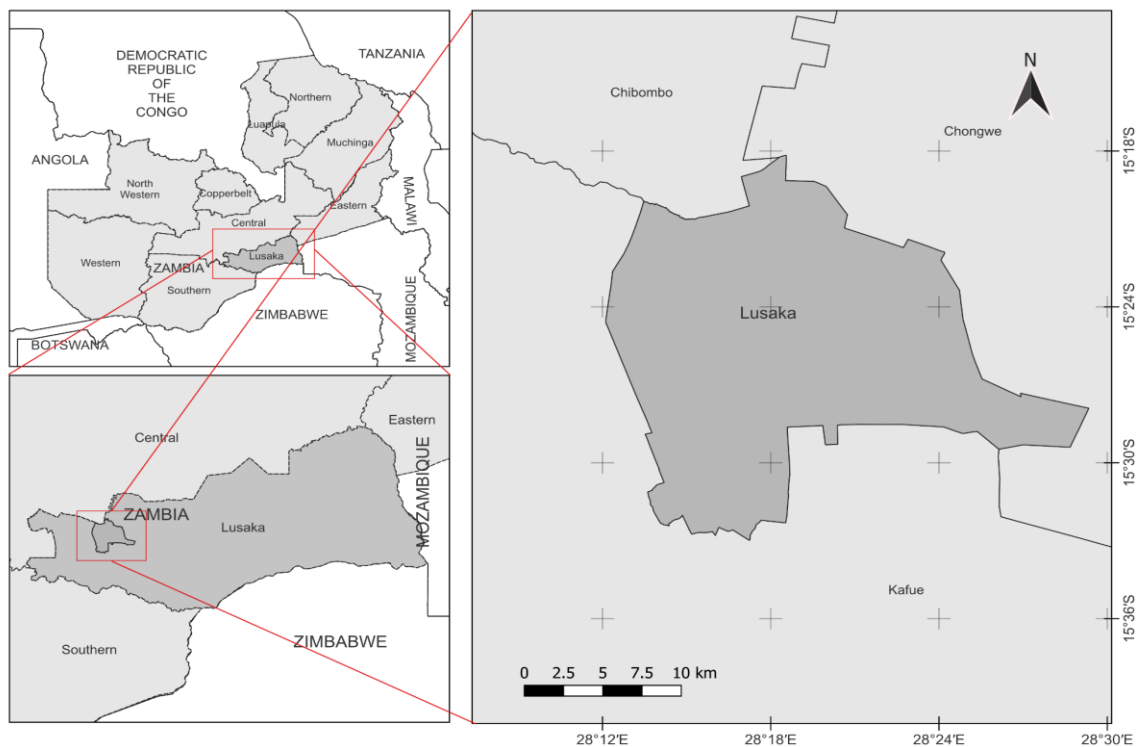 DEMOCRATIC
REPUBLIC
OF
THE
CONGO
TANZANIA
Northern
Luapula
Muchinga
ANGOLA
North
Western
Copperbelt
Eastern
MALAWI
Central
Lusaka
Western
ZAMBIA
Southern
ZIMBABWE
MOZAMBIQUE
BOTSWANA
Eastern
Central
MOZAMBIQUE
ZAMBIA
Lusaka
ZIMBABWE
Southern
N
Chibombo
Chongwe
15°18'S
Lusaka
15°24'S
15°30'S
Kafue
15°36'S
0 2.5 5 7.5 10 km
28°12'E 28°18'E 28°24'E 28°30'E